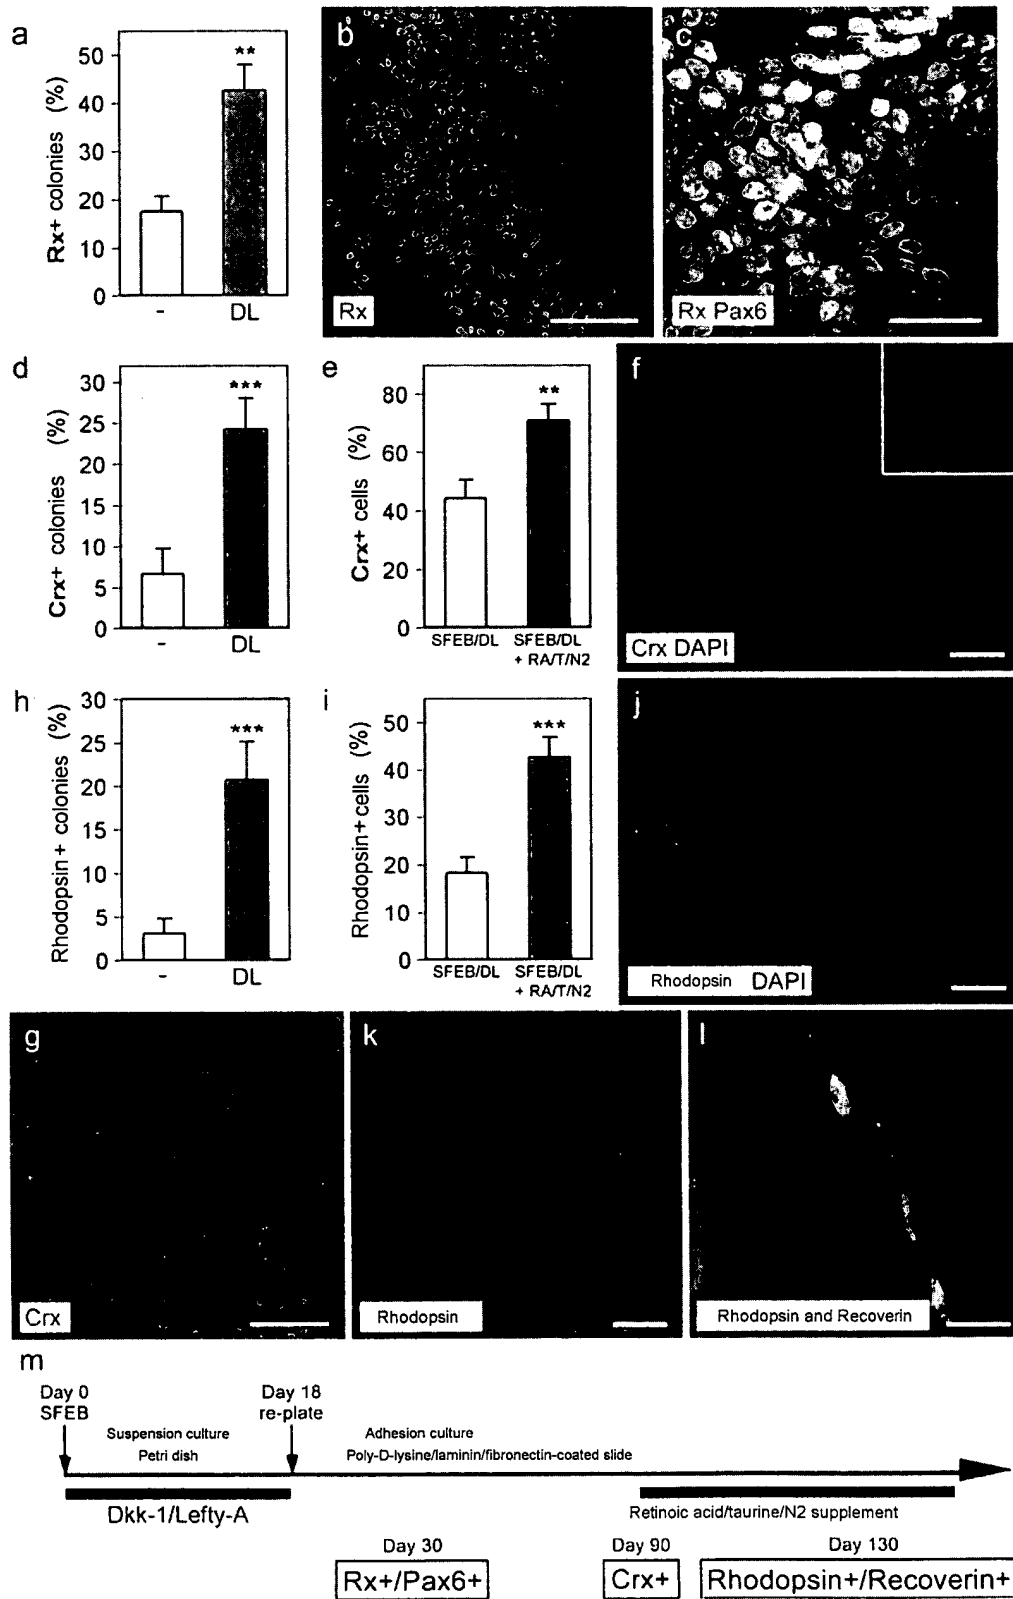 a
Rx+ colonies (%)
50
40
30
20
10
0
**
-
DL
b
Rx
c
Rx Pax6
d
Crx+ colonies (%)
30
25
20
15
10
5
0
***
-
DL
e
Crx+ cells (%)
80
60
40
20
0
**
SFEB/DL
SFEB/DL
+ RA/T/N2
f
Crx DAPI
h
Rhodopsin+ colonies (%)
30
25
20
15
10
5
0
***
-
DL
i
Rhodopsin+cells (%)
50
40
30
20
10
0
***
SFEB/DL
SFEB/DL
+ RA/T/N2
j
Rhodopsin DAPI
g
Crx
k
Rhodopsin
l
Rhodopsin and Recoverin
m
Day 0
SFEB
Day 18
re-plate
Suspension culture
Petri dish
Adhesion culture
Poly-D-lysine/laminin/fibronectin-coated slide
Dkk-1/Lefty-A
Retinoic acid/taurine/N2 supplement
Day 30
Rx+/Pax6+
Day 90
Crx+
Day 130
Rhodopsin+/Recoverin+